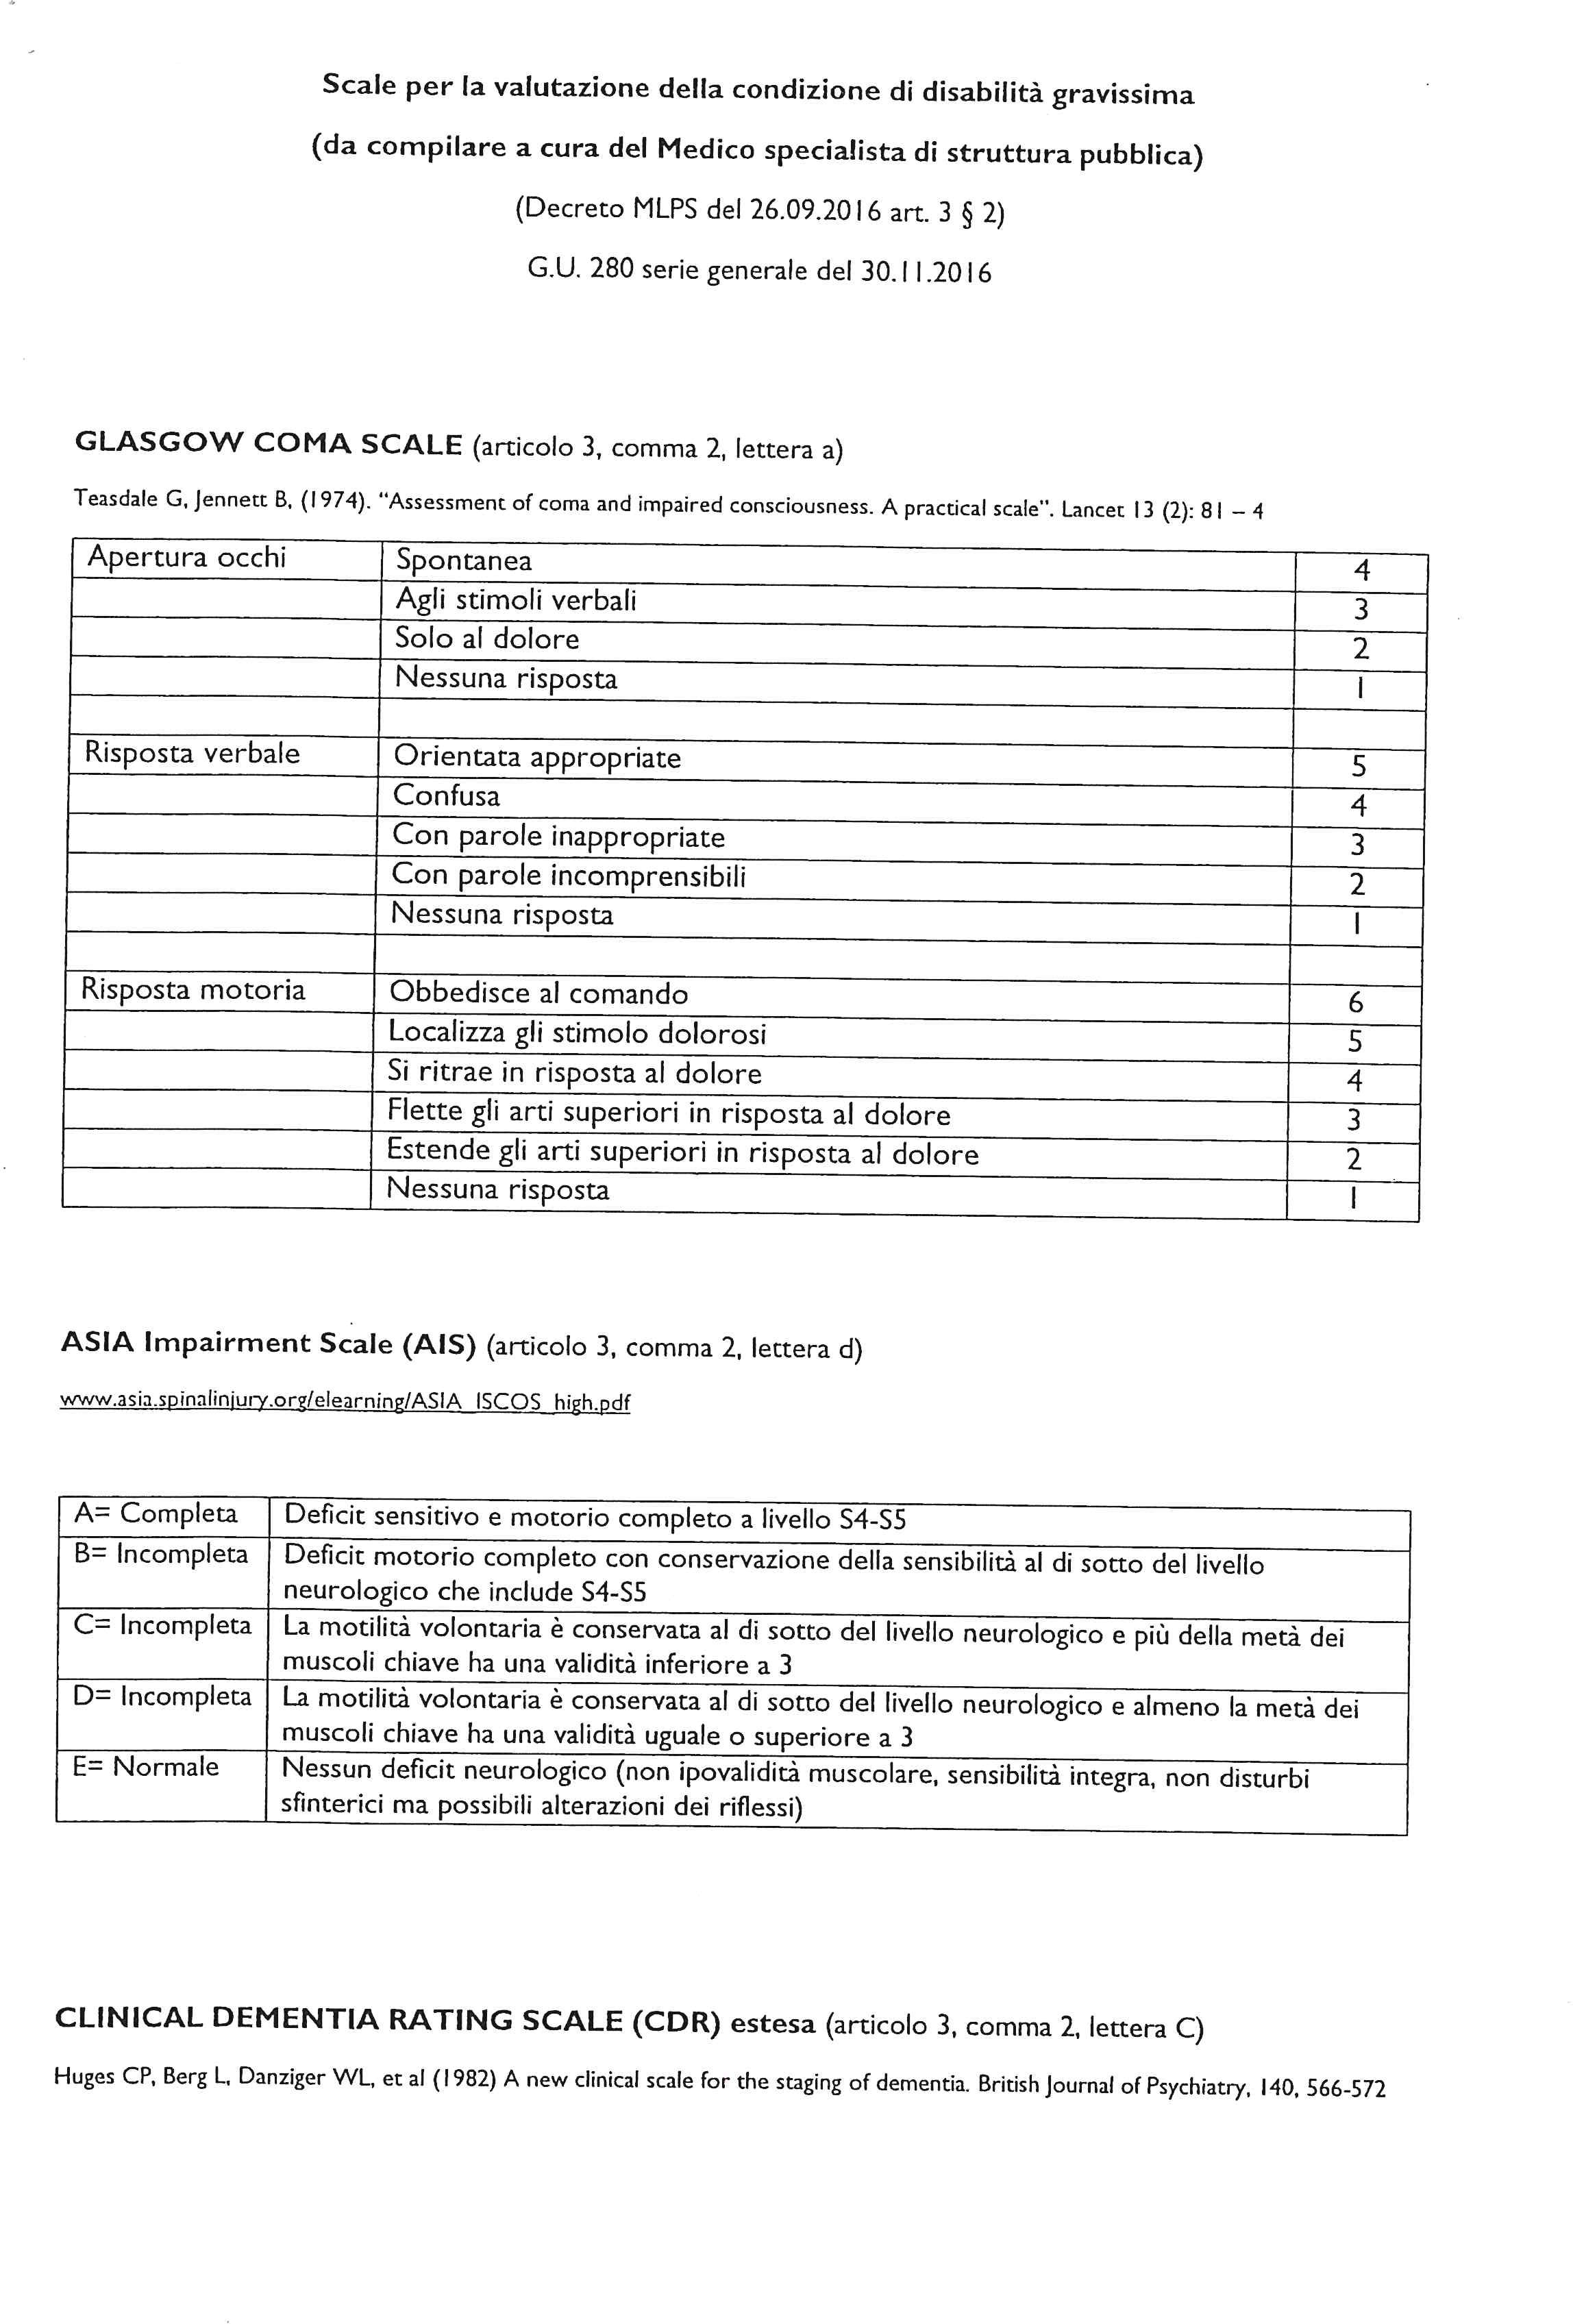 Scale per la valutazione della condizione di disabilità gravissima
(da compilare a cura del Medico specialista di struttura pubblica)
(Decreto MLPS del 26.09.2016 art. 3 § 2)
G.U. 280 serie generale del 30.11.2016
GLASGOW COMA SCALE (articolo 3, comma 2, lettera a)
Teasdale G, Jennett B, (1974). "Assessment of coma and impaired consciousness. A practical scale". Lancet 13 (2): 81 – 4
Apertura occhi Spontanea 4
Agli stimoli verbali 3
Solo al dolore 2
Nessuna risposta 1
Risposta verbale Orientata appropriate 5
Confusa 4
Con parole inappropriate 3
Con parole incomprensibili 2
Nessuna risposta 1
Risposta motoria Obbedisce al comando 6
Localizza gli stimolo dolorosi 5
Si ritrae in risposta al dolore 4
Flette gli arti superiori in risposta al dolore 3
Estende gli arti superiori in risposta al dolore 2
Nessuna risposta 1
ASIA Impairment Scale (AIS) (articolo 3, comma 2, lettera d)
www.asia.spinalinjury.org/elearning/ASIA_ISCOS_high.pdf
A= Completa Deficit sensitivo e motorio completo a livello S4-S5
B= Incompleta Deficit motorio completo con conservazione della sensibilità al di sotto del livello
neurologico che include S4-S5
C= Incompleta La motilità volontaria è conservata al di sotto del livello neurologico e più della metà dei
muscoli chiave ha una validità inferiore a 3
D= Incompleta La motilità volontaria è conservata al di sotto del livello neurologico e almeno la metà dei
muscoli chiave ha una validità uguale o superiore a 3
E= Normale Nessun deficit neurologico (non ipovalidità muscolare, sensibilità integra, non disturbi
sfinterici ma possibili alterazioni dei riflessi)
CLINICAL DEMENTIA RATING SCALE (CDR) estesa (articolo 3, comma 2, lettera C)
Huges CP, Berg L, Danziger WL, et al (1982) A new clinical scale for the staging of dementia. British Journal of Psychiatry, 140, 566-572